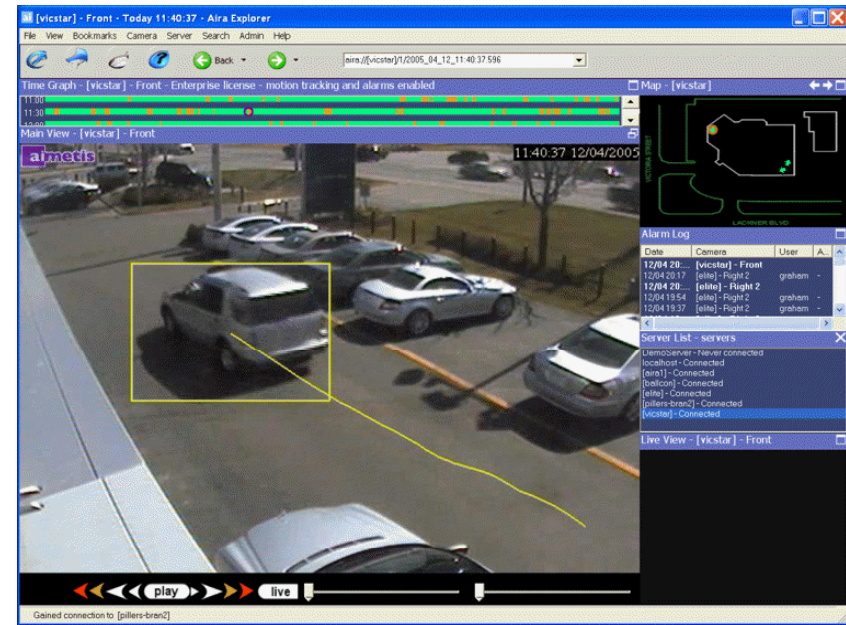 [vicstar] - Front - Today 11:40:37 - Aira Explorer
File View Bookmarks Camera Server Search Admin Help
Back
aira://[vicstar]/1/2005_04_12_11:40:37.596
Time Graph - [vicstar] - Front - Enterprise license - motion tracking and alarms enabled
11:00
11:30
12:00
Main View - [vicstar] - Front
aimetis
11:40:37 12/04/2005
play
live
Map - [vicstar]
VICTORIA STREET
LACKNER BLVD
Alarm Log
Date Camera User A...
12/04 20:... [vicstar] - Front
12/04 20:17 [elite] - Right 2 graham -
12/04 20:... [elite] - Right 2
12/04 19:54 [elite] - Right 2 graham -
12/04 19:37 [elite] - Right 2 graham -
Server List - servers
DemoServer - Never connected
localhost - Connected
[aira1] - Connected
[balicon] - Connected
[elite] - Connected
[pillers-bran2] - Connected
[vicstar] - Connected
Live View - [vicstar] - Front
Gained connection to [pillers-bran2]